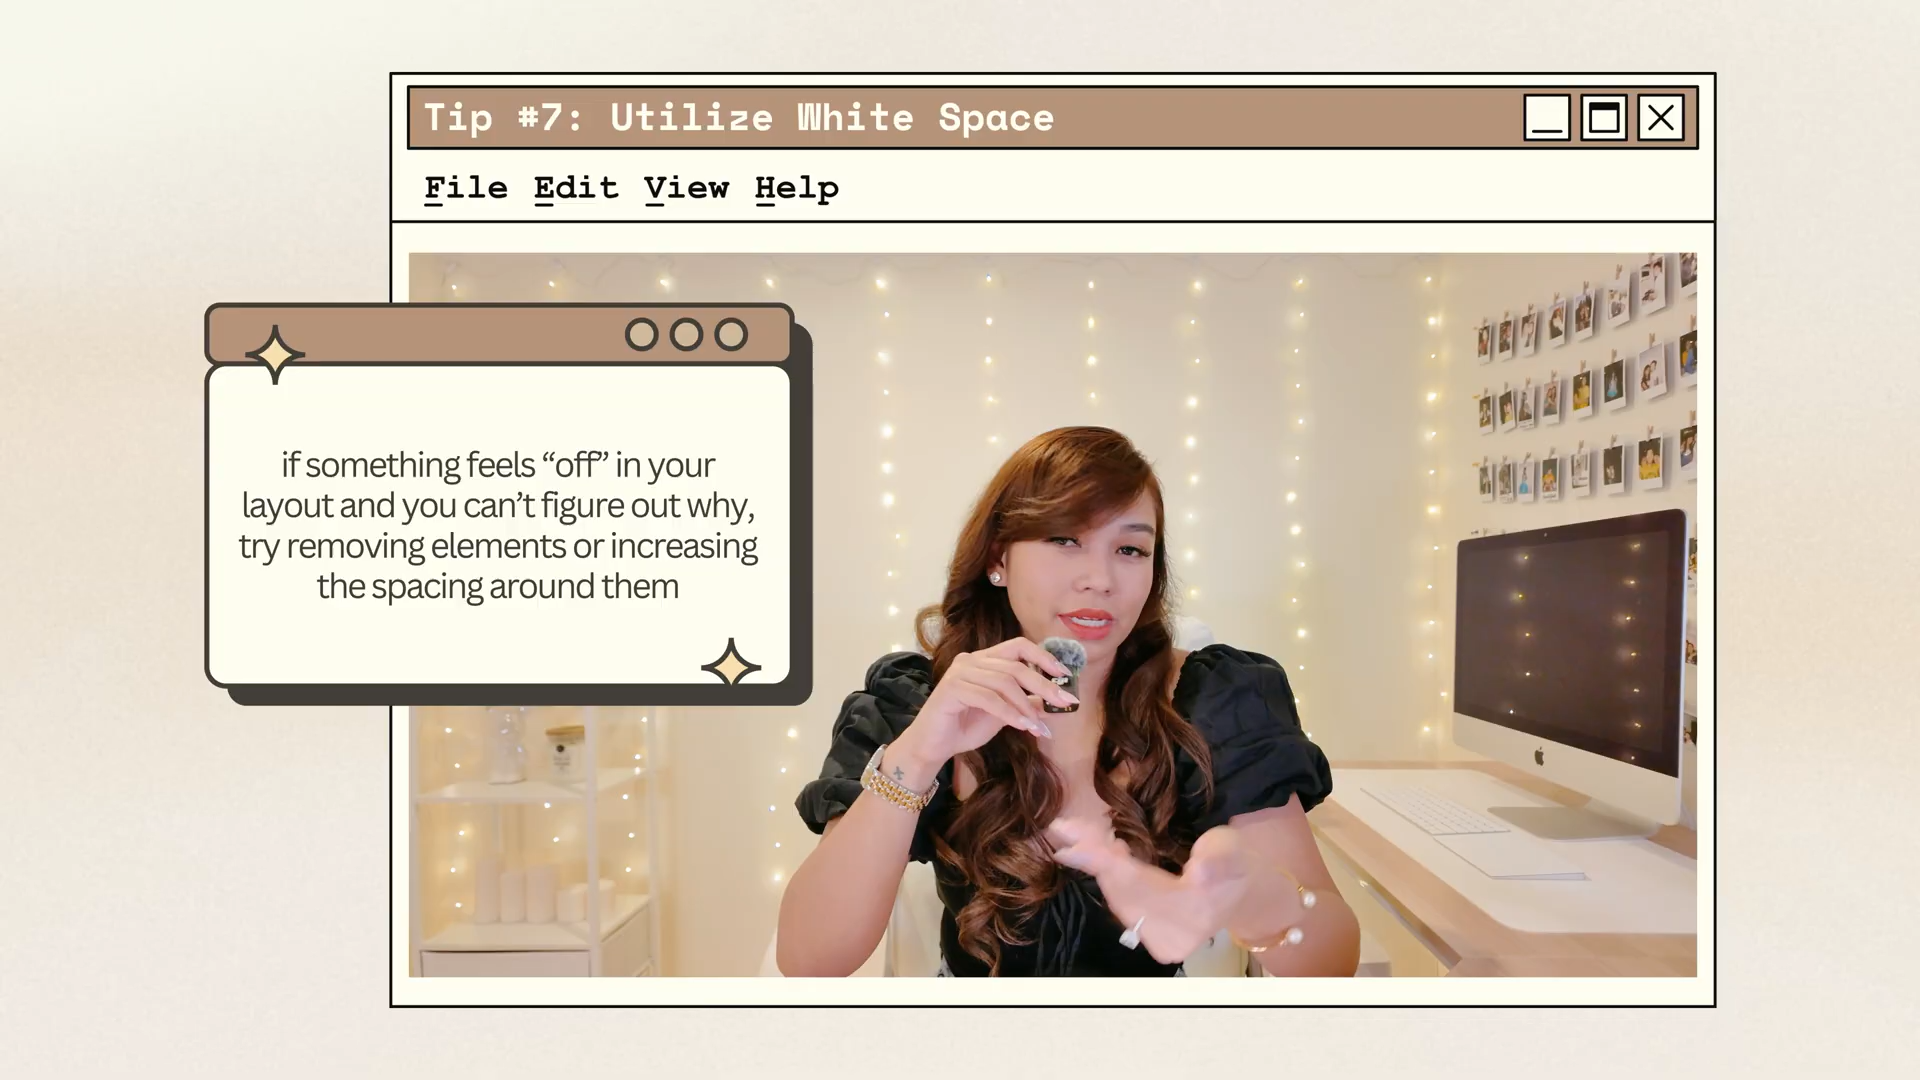 Tip #7: Utilize White Space
File Edit View Help
if something feels “off” in your
layout and you can’t figure out why,
try removing elements or increasing
the spacing around them